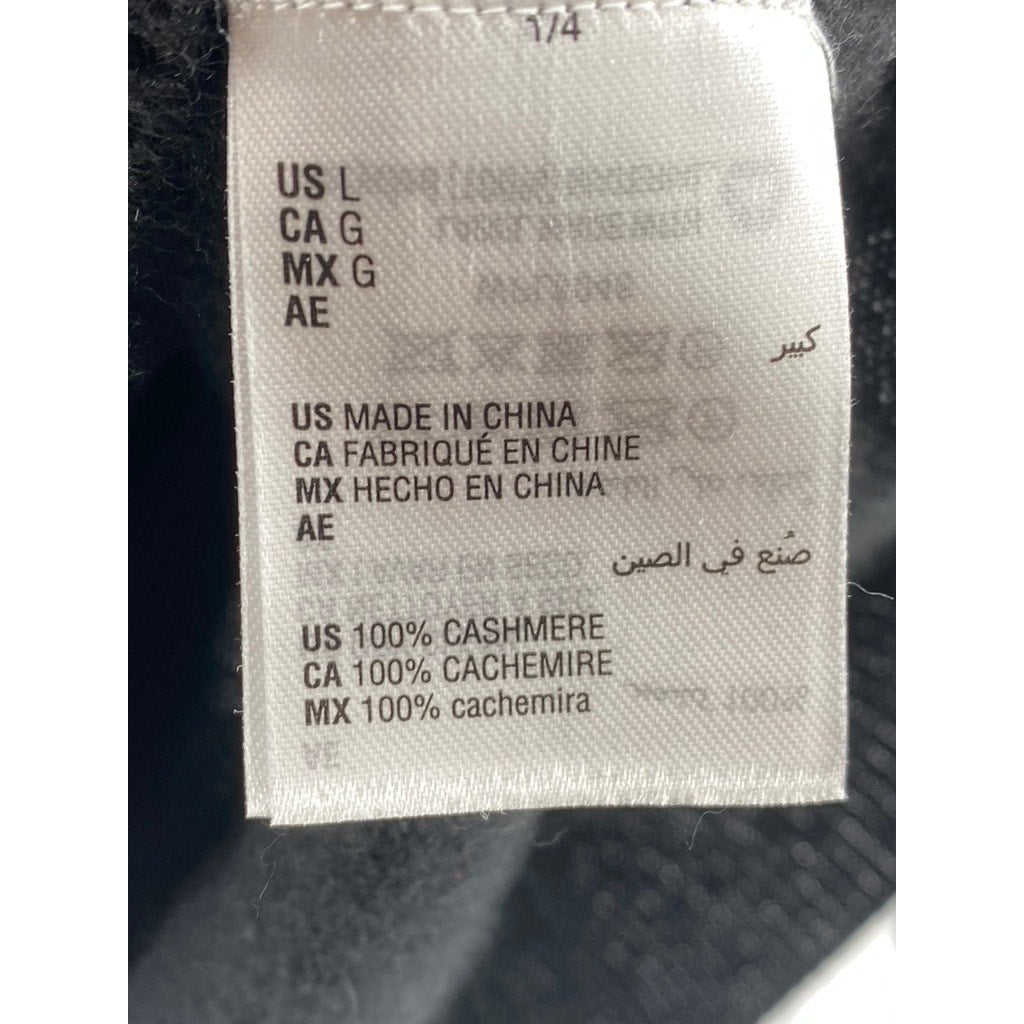 1/4
US L
CA G
MX G
AE
كبير
US MADE IN CHINA
CA FABRIQUÉ EN CHINE
MX HECHO EN CHINA
AE
صُنع في الصين
US 100% CASHMERE
CA 100% CACHEMIRE
MX 100% cachemira